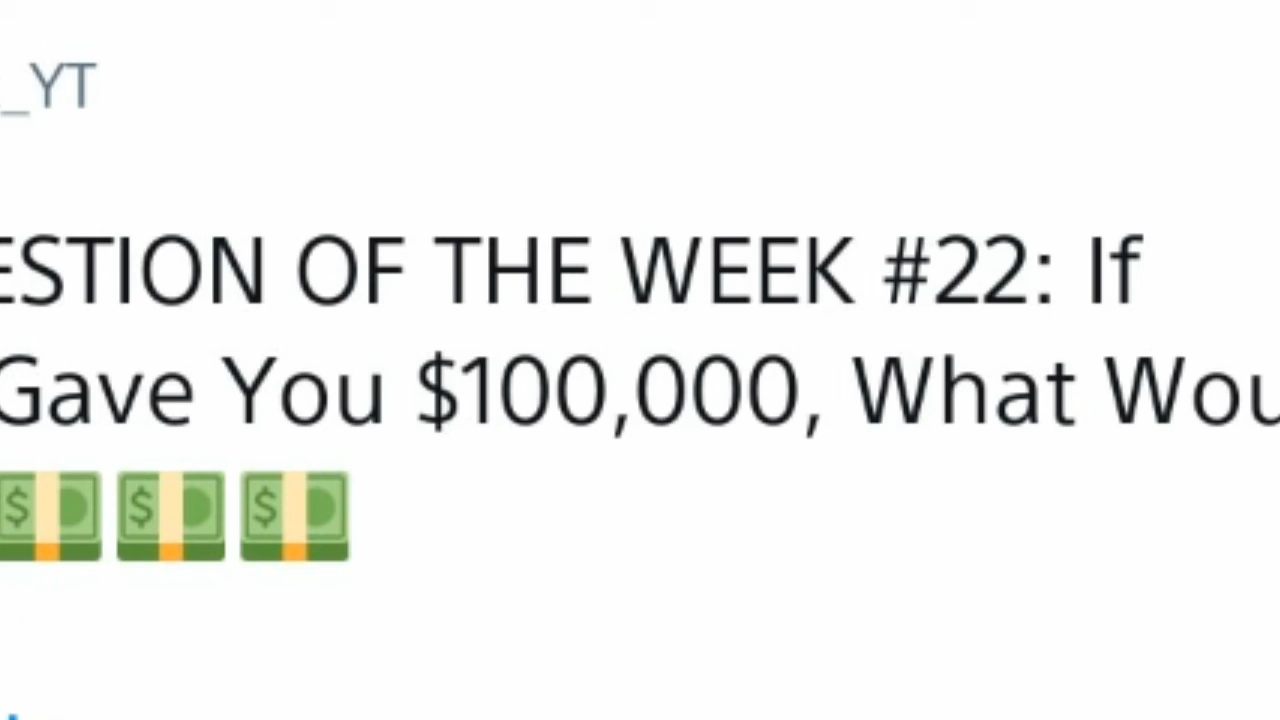 _YT
ESTION OF THE WEEK #22: If
Gave You $100,000, What Wou